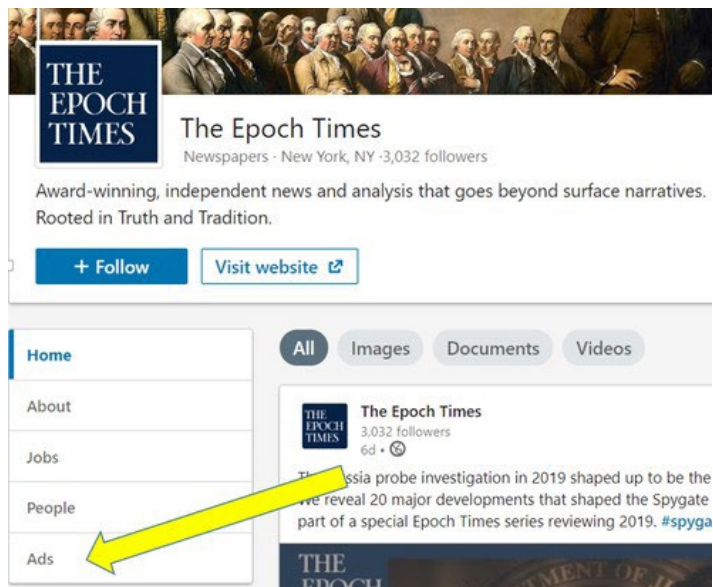 THE
EPOCH
TIMES
The Epoch Times
Newspapers · New York, NY ·3,032 followers
Award-winning, independent news and analysis that goes beyond surface narratives.
Rooted in Truth and Tradition.
+ Follow
Visit website
Home
About
Jobs
People
Ads
All
Images
Documents
Videos
THE
EPOCH
TIMES
The Epoch Times
3,032 followers
6d •
probe investigation in 2019 shaped up to be the
We reveal 20 major developments that shaped the Spygate
part of a special Epoch Times series reviewing 2019. #spyga
THE
EPOCH